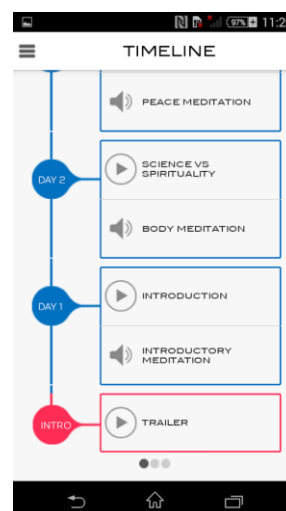 97% 11:2
TIMELINE
PEACE MEDITATION
DAY 2
SCIENCE VS
SPIRITUALITY
BODY MEDITATION
DAY 1
INTRODUCTION
INTRODUCTORY
MEDITATION
INTRO
TRAILER